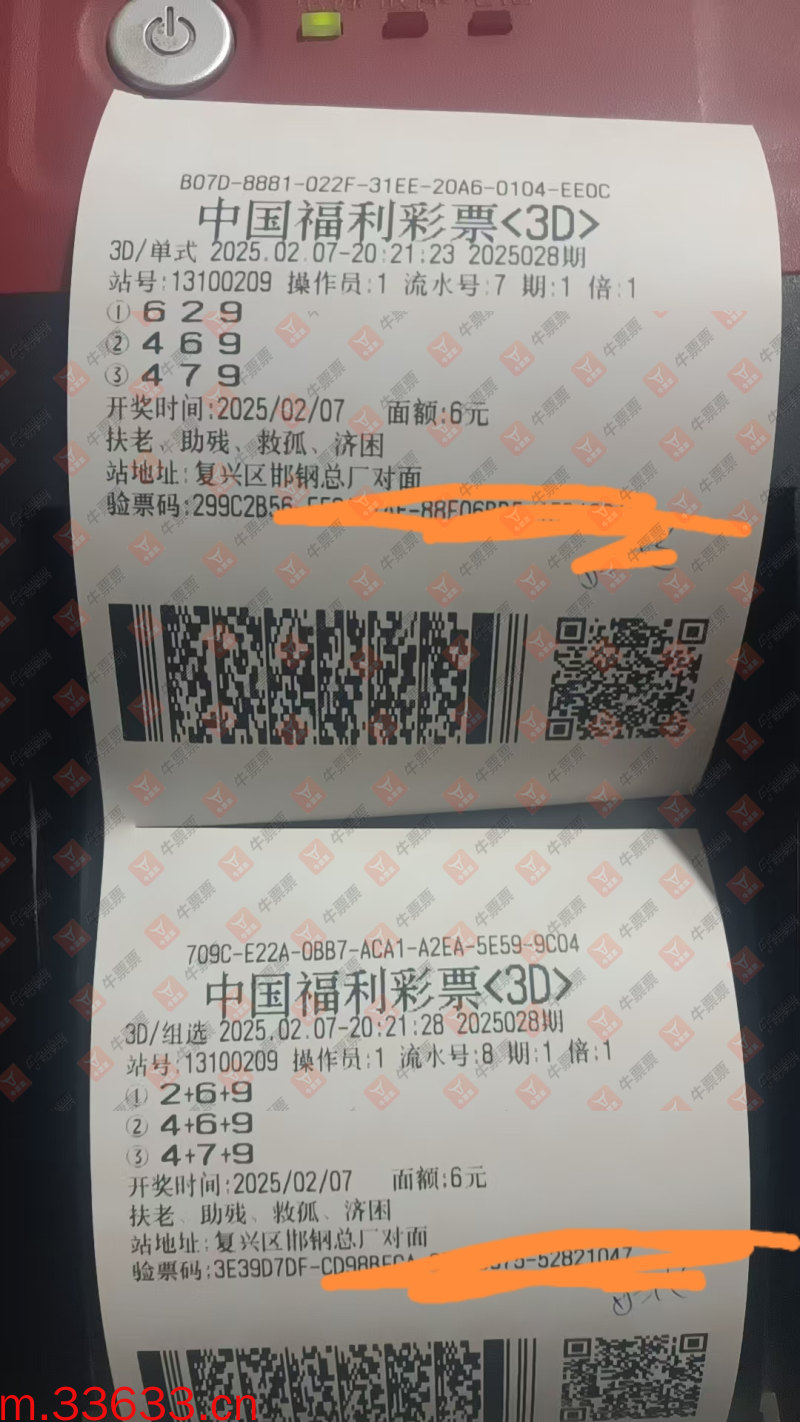 B07D-8881-022F-31EE-20A6-0104-EE0C
中国福利彩票<3D>
3D/单式 2025.02.07-20:21:23 2025028期
站号:13100209 操作员:1 流水号:7 期:1 倍:1
① 6 2 9
② 4 6 9
③ 4 7 9
开奖时间:2025/02/07 面额:6元
扶老、助残、救孤、济困
站地址:复兴区邯钢总厂对面
验票码:299C2B56
709C-E22A-0BB7-ACA1-A2EA-5E59-9C04
中国福利彩票<3D>
3D/组选 2025.02.07-20:21:28 2025028期
站号:13100209 操作员:1 流水号:8 期:1 倍:1
① 2+6+9
② 4+6+9
③ 4+7+9
开奖时间:2025/02/07 面额:6元
扶老、助残、救孤、济困
站地址:复兴区邯钢总厂对面
验票码:3E39D7DF-CD98BFCA 52821047
牛票票
m.33633.cn